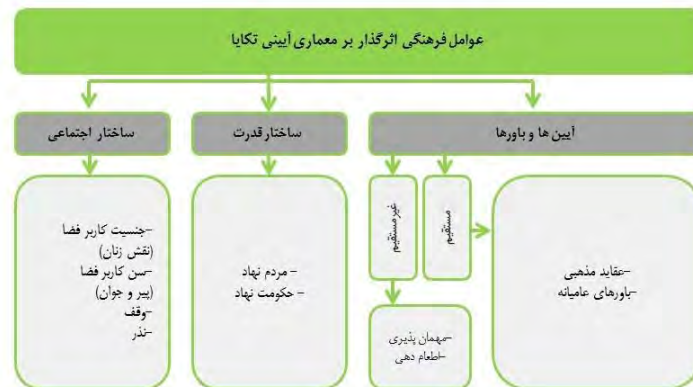 عوامل فرهنگی اثرگذار بر معماری آیینی تکایا
آیین ها و باورها
ساختار قدرت
ساختار اجتماعی
مستقیم
غیر مستقیم
-عقاید مذهبی
-باورهای عامیانه
-مهمان پذیری
-اطعام دهی
- مردم نهاد
- حکومت نهاد
-جنسیت کاربر فضا
(نقش زنان)
-سن کاربر فضا
(پیر و جوان)
-وقف
-نذر